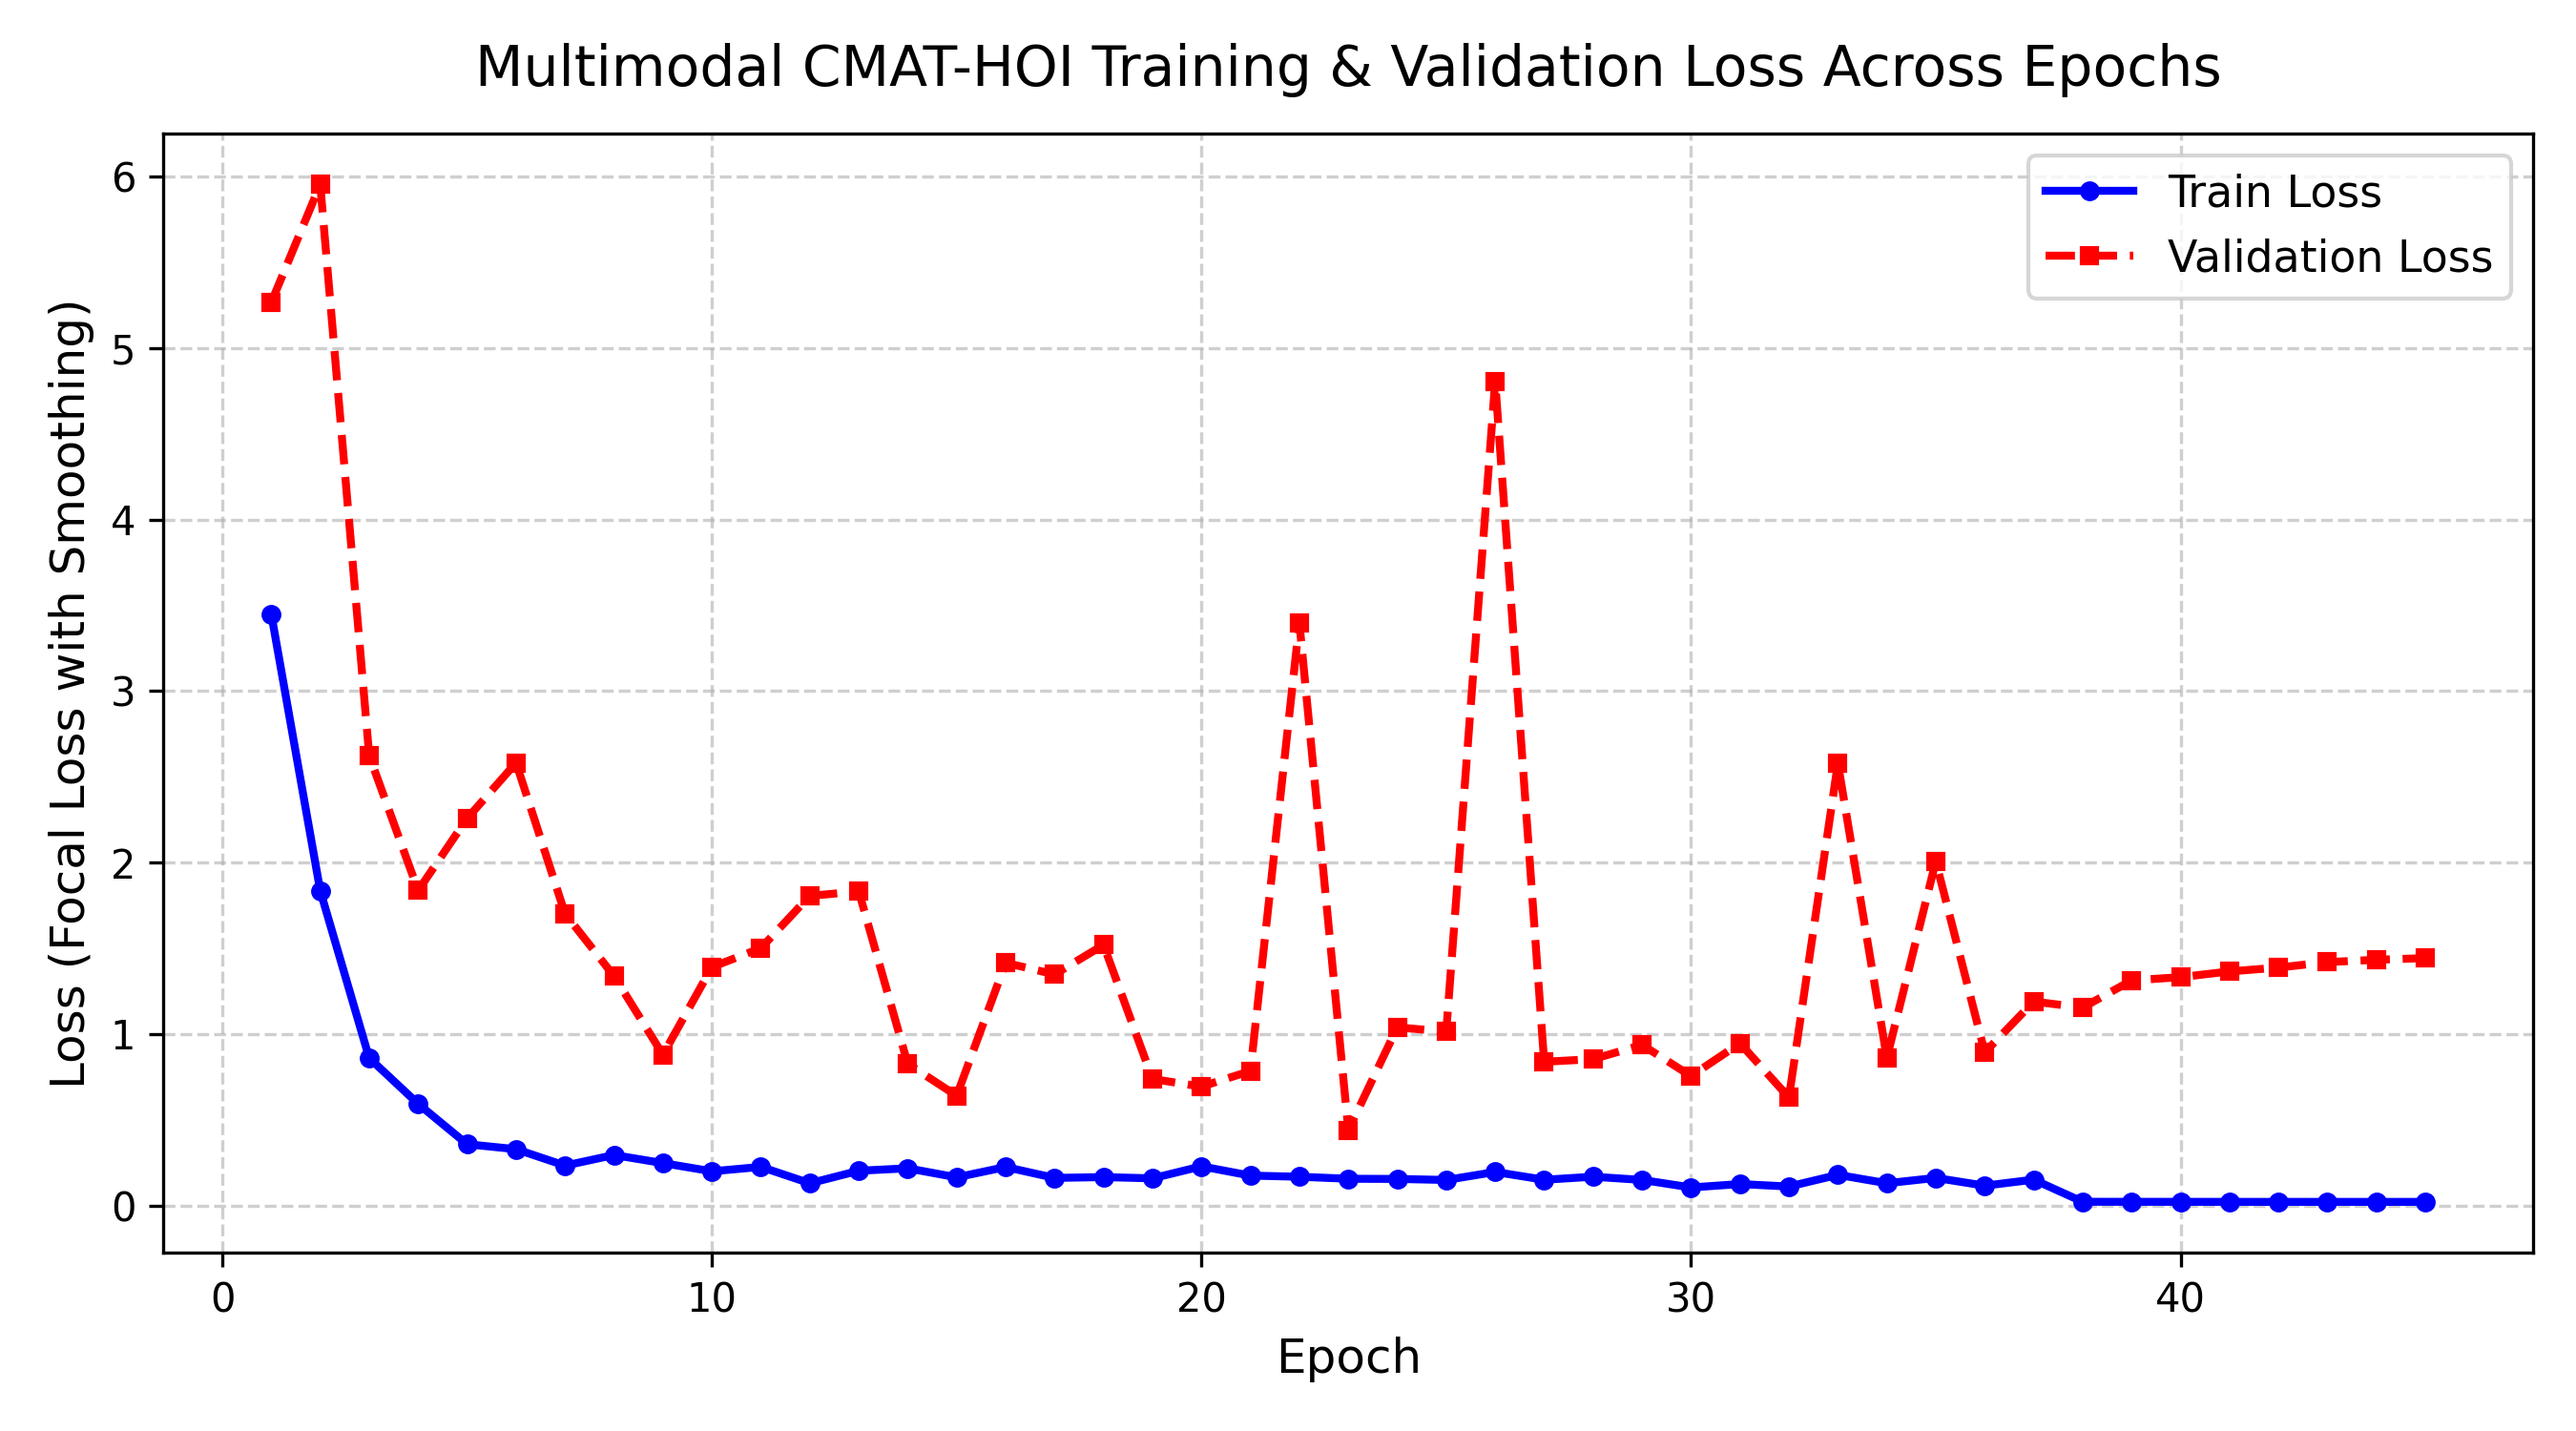 Multimodal CMAT-HOI Training & Validation Loss Across Epochs
Loss (Focal Loss with Smoothing)
6
5
4
3
2
1
0
Train Loss
Validation Loss
0 10 20 30 40
Epoch